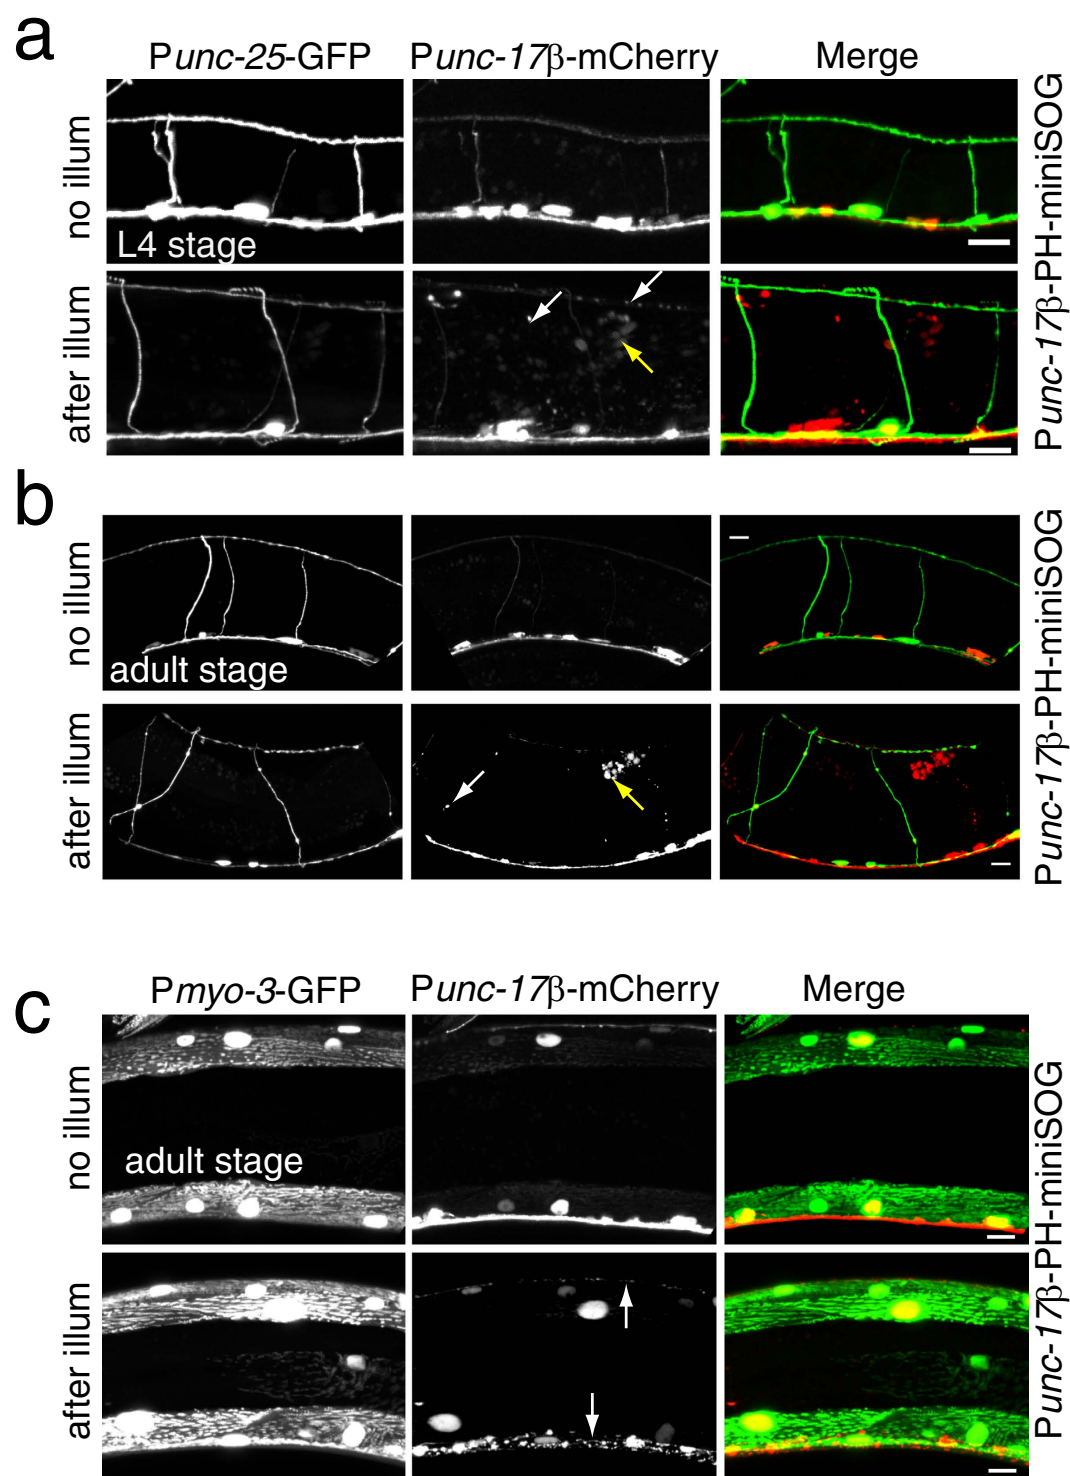 a
Punc-25-GFP
Punc-17β-mCherry
Merge
no illum
L4 stage
after illum
Punc-17β-PH-miniSOG
b
no illum
adult stage
after illum
Punc-17β-PH-miniSOG
c
Pmyo-3-GFP
Punc-17β-mCherry
Merge
no illum
adult stage
after illum
Punc-17β-PH-miniSOG